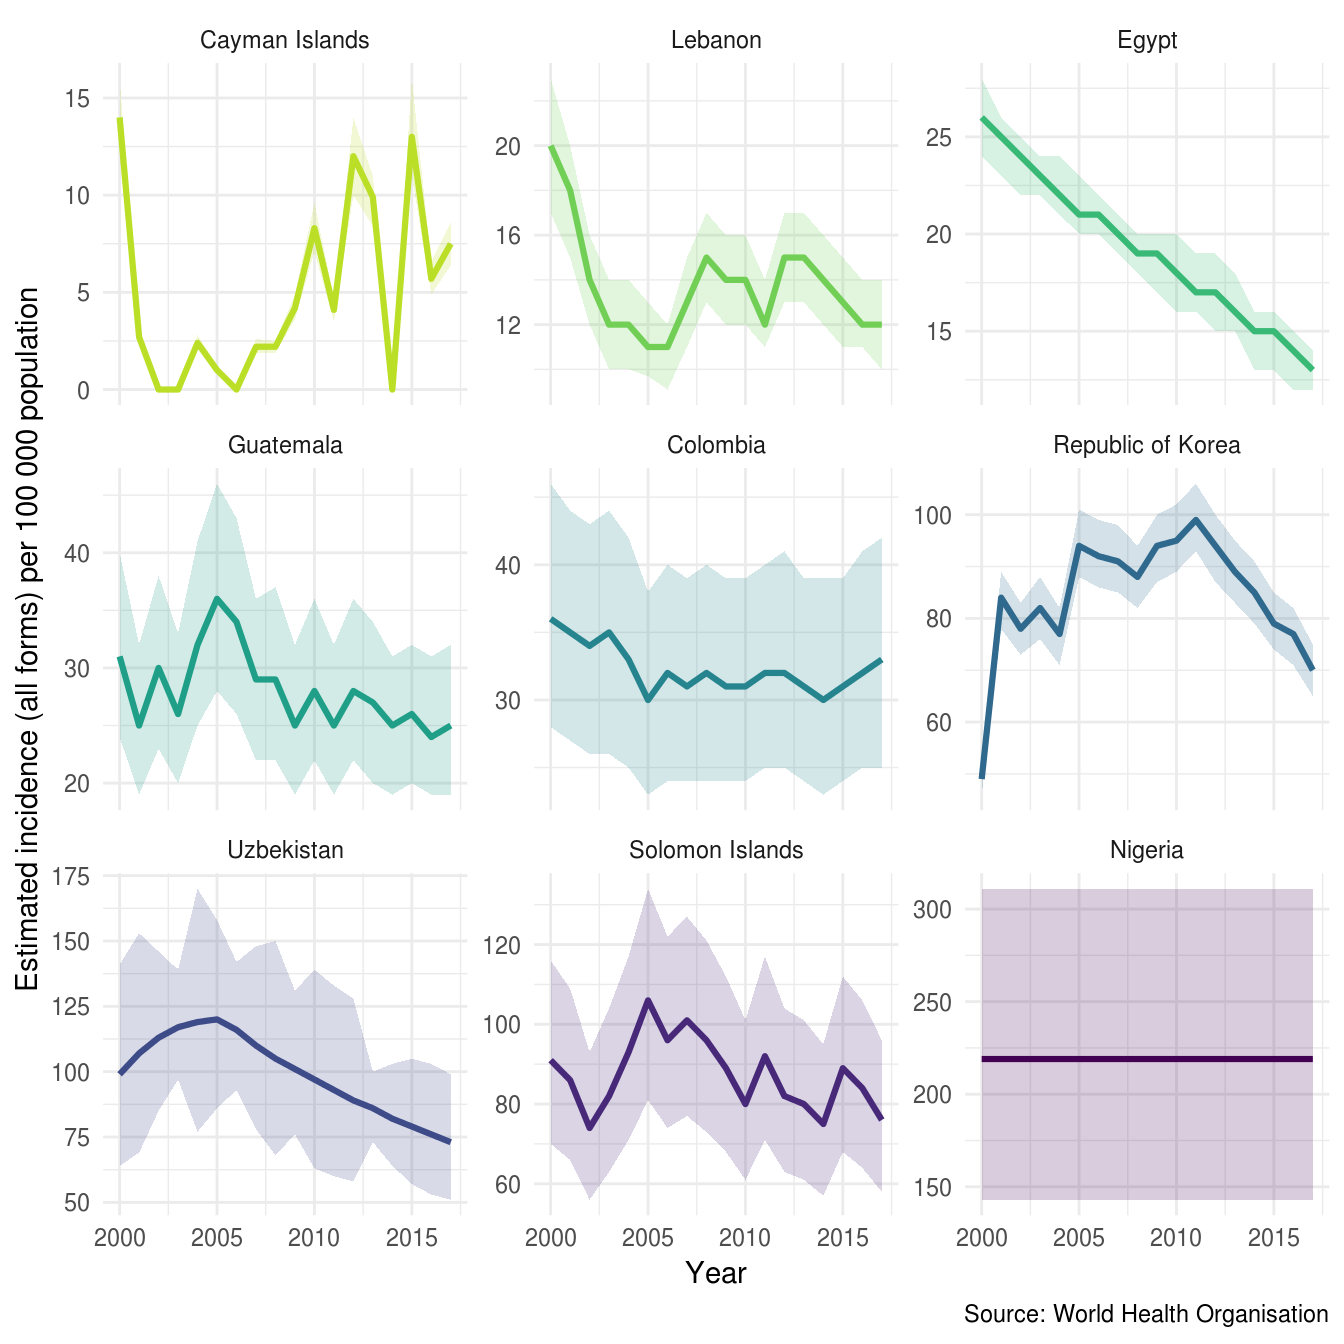 Cayman Islands
Lebanon
Egypt
15
10
5
0
20
16
12
25
20
15
Guatemala
Colombia
Republic of Korea
40
30
20
40
30
100
80
60
Uzbekistan
Solomon Islands
Nigeria
175
150
125
100
75
50
120
100
80
60
300
250
200
150
2000 2005 2010 2015
2000 2005 2010 2015
2000 2005 2010 2015
Estimated incidence (all forms) per 100 000 population
Year
Source: World Health Organisation